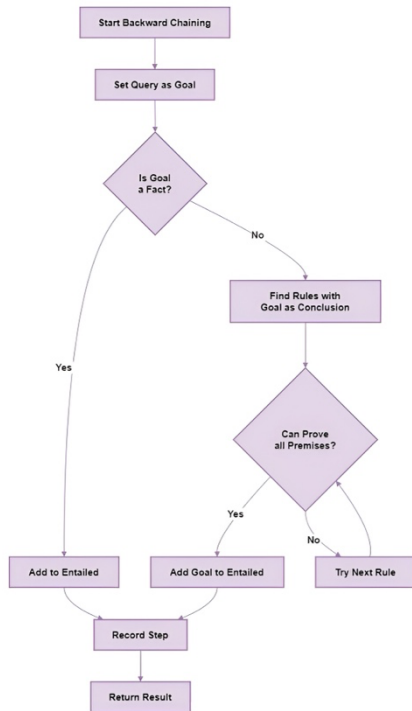 Start Backward Chaining
Set Query as Goal
Is Goal
a Fact?
No
Find Rules with
Goal as Conclusion
Yes
Can Prove
all Premises?
Yes
No
Add to Entailed
Add Goal to Entailed
Try Next Rule
Record Step
Return Result